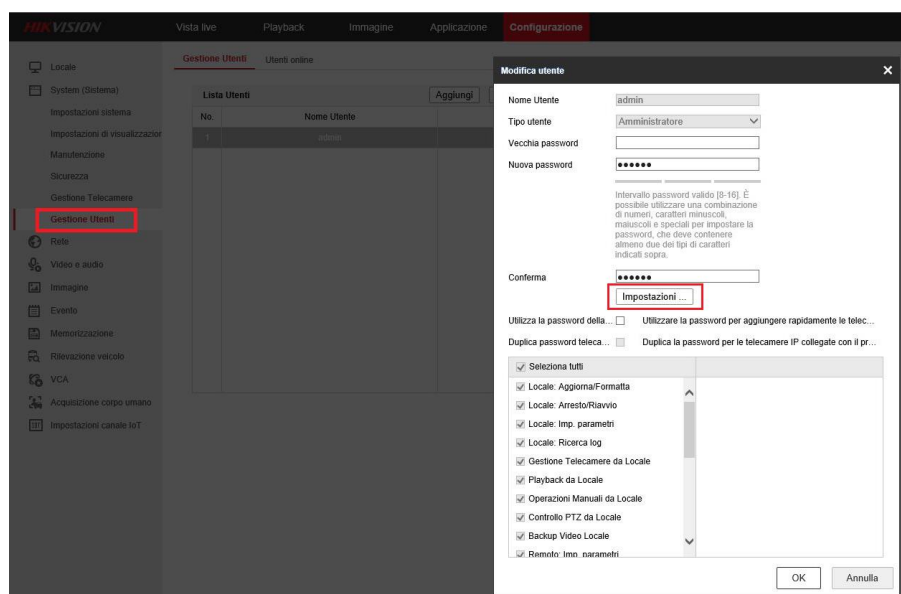 HIKVISION
Vista live
Playback
Immagine
Applicazione
Configurazione
Locale
System (Sistema)
Impostazioni sistema
Impostazioni di visualizzazior
Manutenzione
Sicurezza
Gestione Telecamere
Gestione Utenti
Rete
Video e audio
Immagine
Evento
Memorizzazione
Rilevazione veicolo
VCA
Acquisizione corpo umano
Impostazioni canale IoT
Gestione Utenti
Utenti online
Lista Utenti
Aggiungi
No.
Nome Utente
1
admin
Modifica utente
Nome Utente
admin
Tipo utente
Amministratore
Vecchia password
Nuova password
●●●●●●
Intervallo password valido [8-16]. È
possibile utilizzare una combinazione
di numeri, caratteri minuscoli,
maiuscoli e speciali per impostare la
password, che deve contenere
almeno due dei tipi di caratteri
indicati sopra.
Conferma
●●●●●●
Impostazioni ...
Utilizza la password della...
Utilizzare la password per aggiungere rapidamente le telec...
Duplica password teleca...
Duplica la password per le telecamere IP collegate con il pr...
Seleziona tutti
Locale: Aggiorna/Formatta
Locale: Arresto/Riavvio
Locale: Imp. parametri
Locale: Ricerca log
Gestione Telecamere da Locale
Playback da Locale
Operazioni Manuali da Locale
Controllo PTZ da Locale
Backup Video Locale
Remoto: Imp. parametri
OK
Annulla